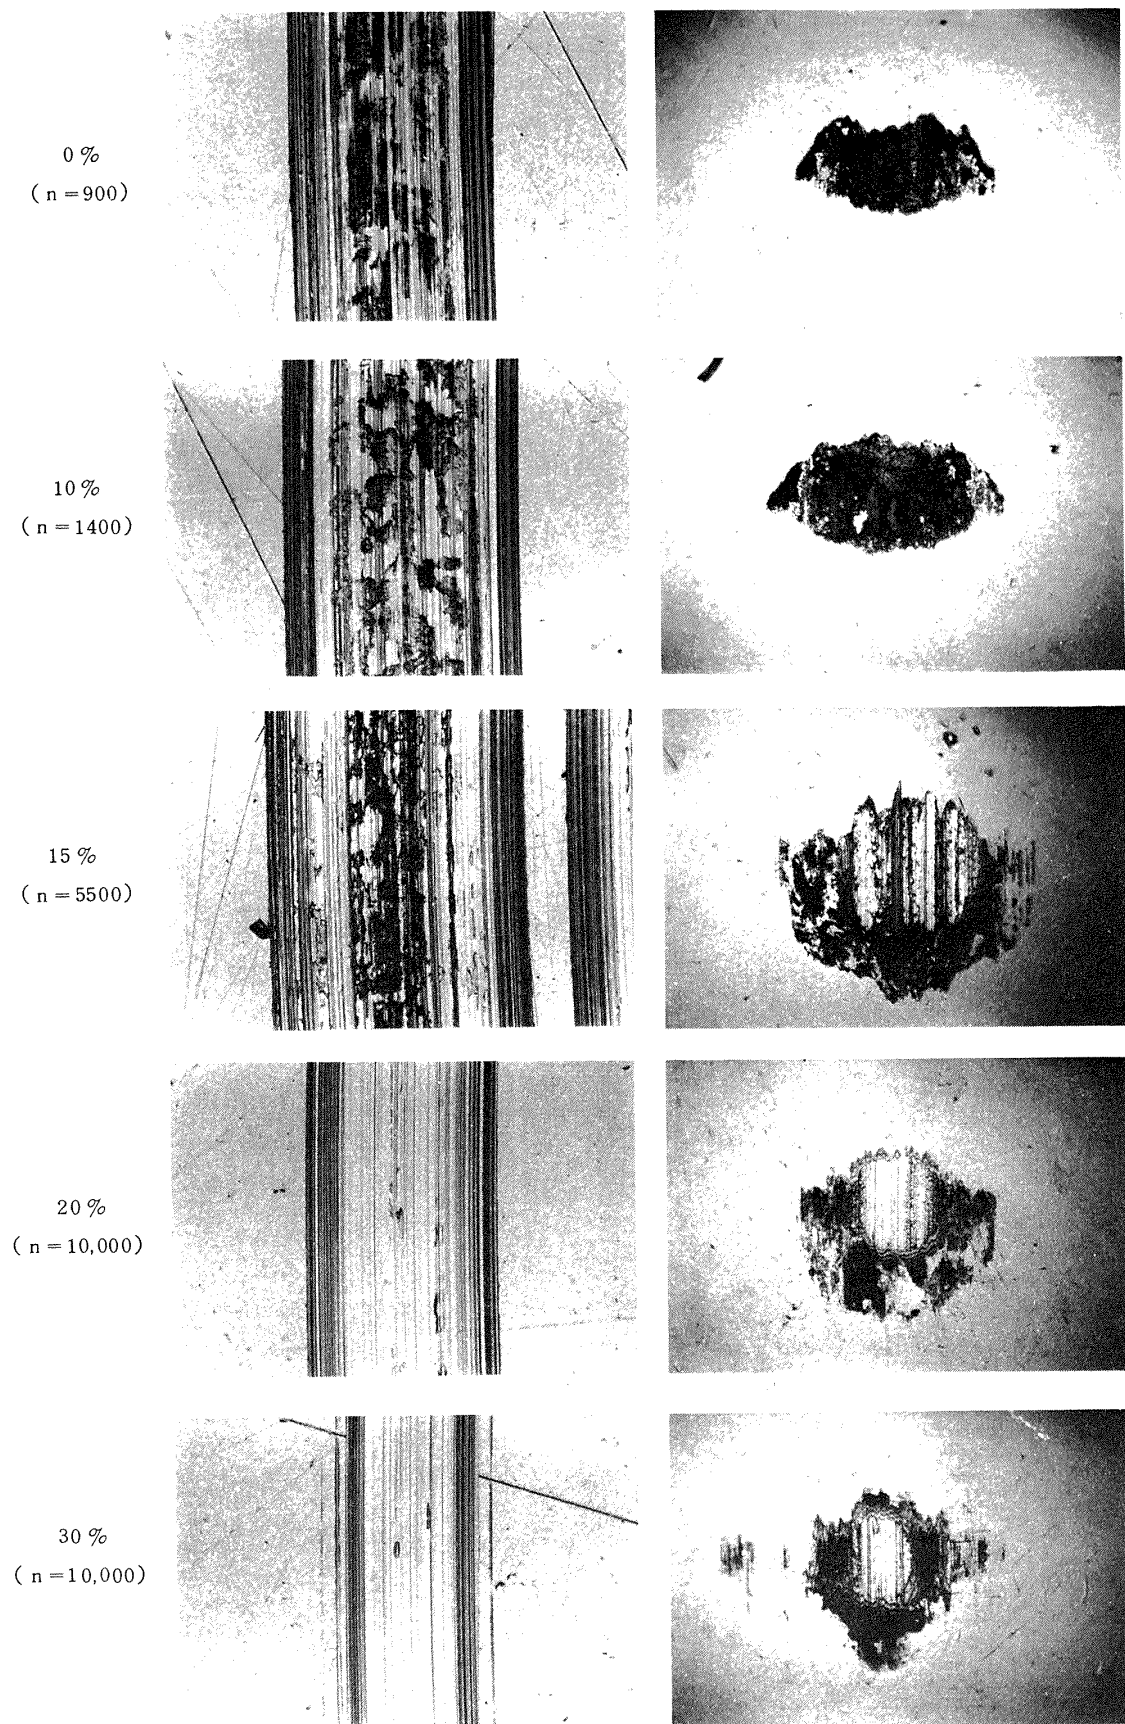 0 %
( n = 900)
10 %
( n = 1400)
15 %
( n = 5500)
20 %
( n = 10,000)
30 %
( n = 10,000)